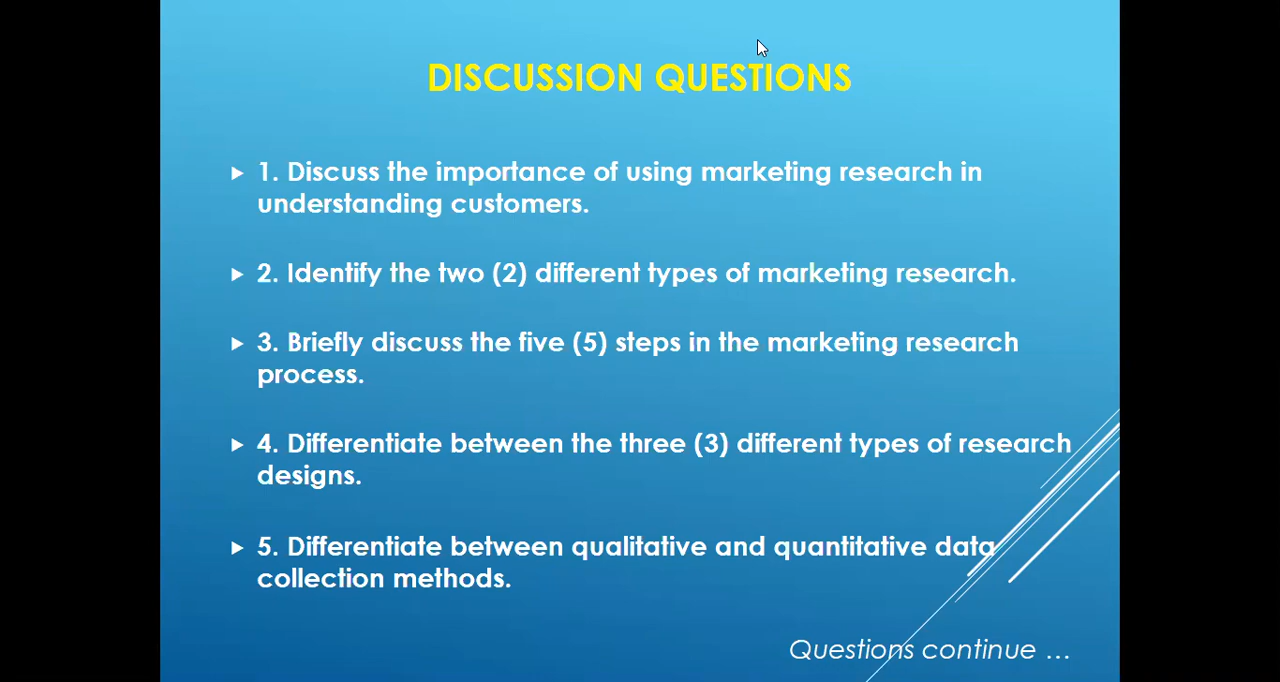 DISCUSSION QUESTIONS
1. Discuss the importance of using marketing research in
understanding customers.
2. Identify the two (2) different types of marketing research.
3. Briefly discuss the five (5) steps in the marketing research
process.
4. Differentiate between the three (3) different types of research
designs.
5. Differentiate between qualitative and quantitative data
collection methods.
Questions continue …